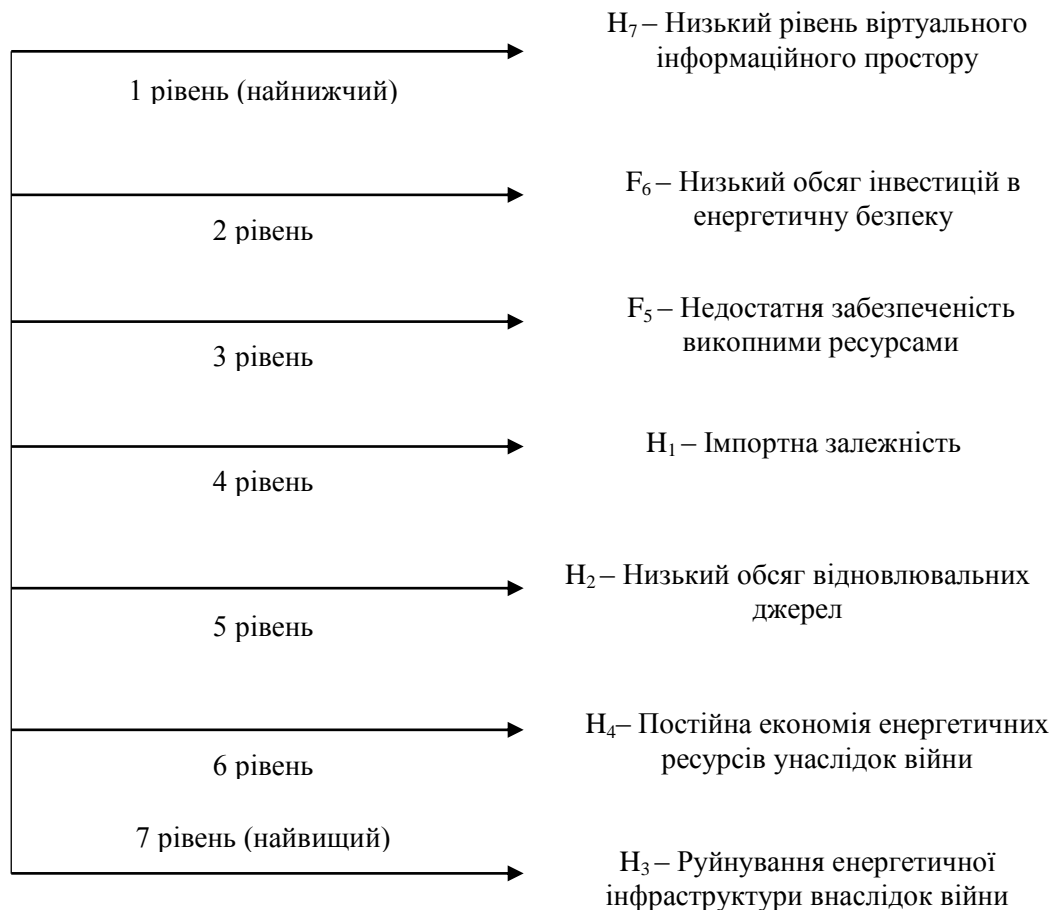 H₇ – Низький рівень віртуального
інформаційного простору
1 рівень (найнижчий)
F₆ – Низький обсяг інвестицій в
енергетичну безпеку
2 рівень
F₅ – Недостатня забезпеченість
викопними ресурсами
3 рівень
H₁ – Імпортна залежність
4 рівень
H₂ – Низький обсяг відновлювальних
джерел
5 рівень
H₄– Постійна економія енергетичних
ресурсів унаслідок війни
6 рівень
7 рівень (найвищий)
H₃ – Руйнування енергетичної
інфраструктури внаслідок війни